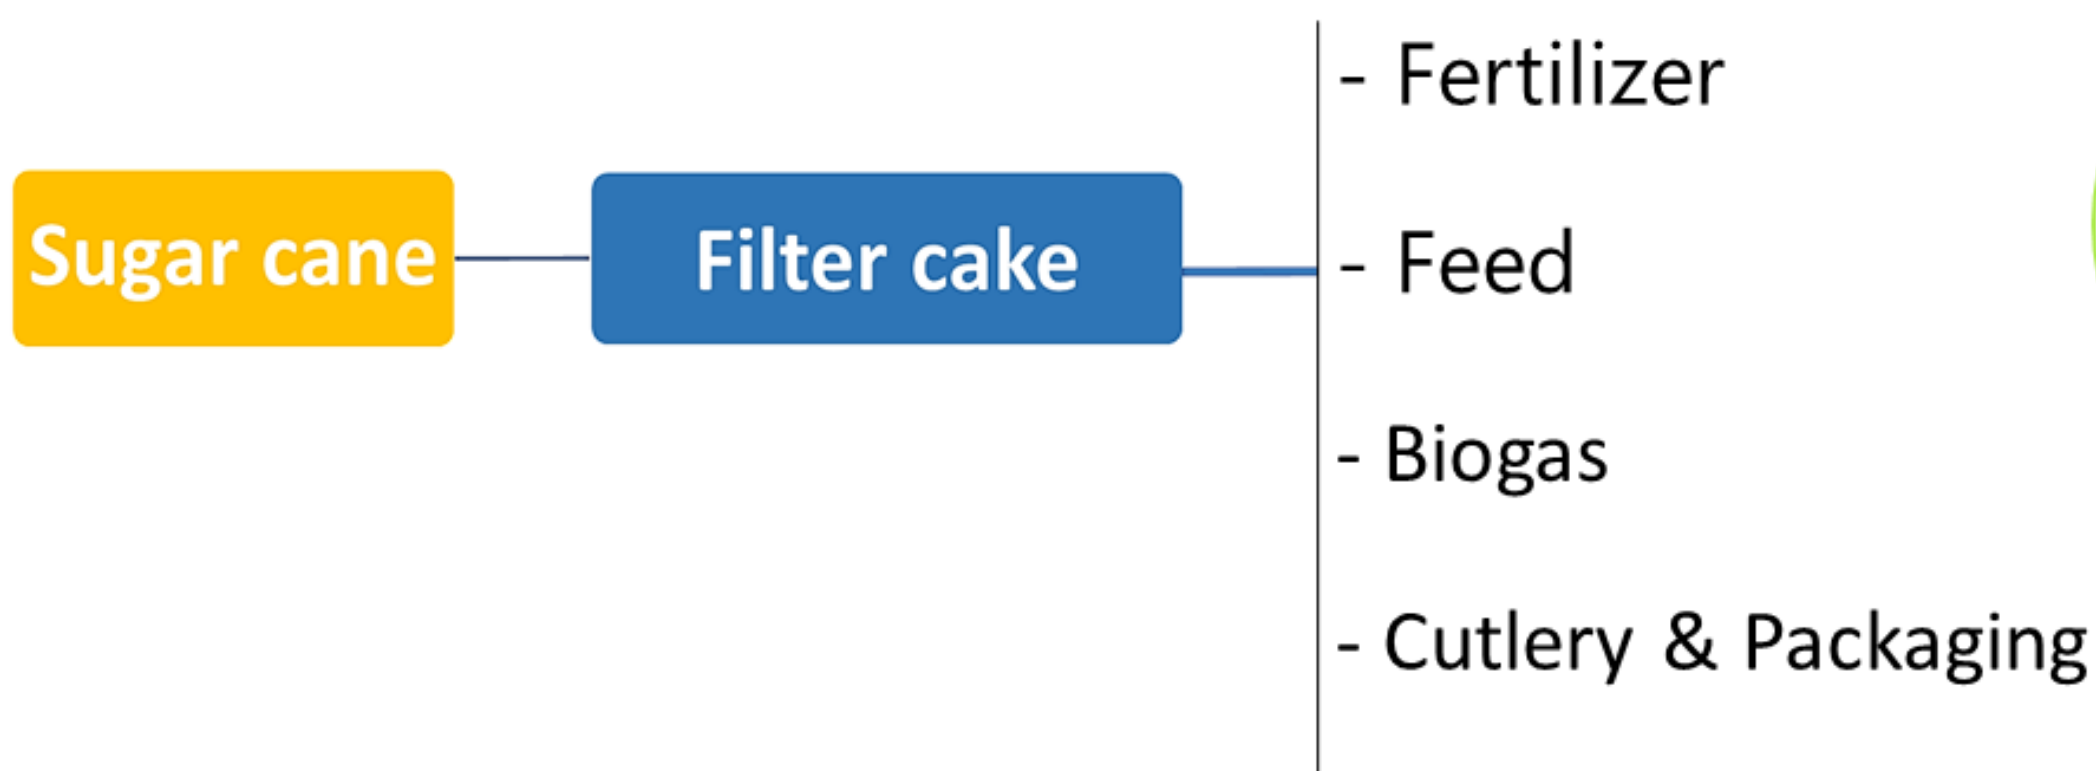 Sugar cane
Filter cake
- Fertilizer
- Feed
- Biogas
- Cutlery & Packaging